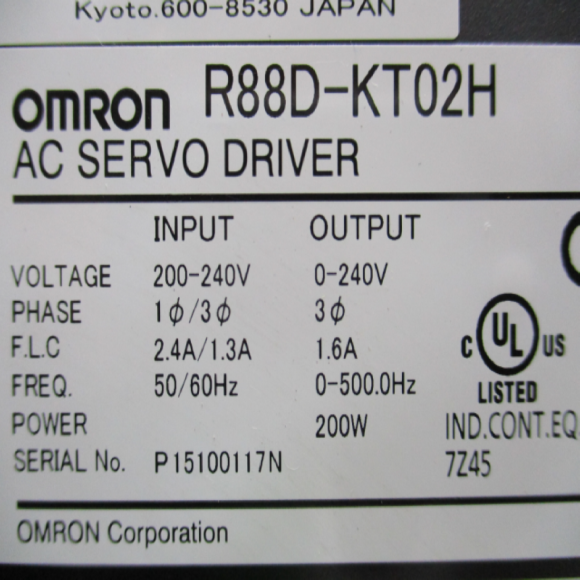 Kyoto.600-8530 JAPAN
OMRON R88D-KT02H
AC SERVO DRIVER
INPUT OUTPUT
VOLTAGE 200-240V 0-240V
PHASE 1ϕ/3ϕ 3ϕ
F.L.C 2.4A/1.3A 1.6A
FREQ. 50/60Hz 0-500.0Hz
POWER 200W
SERIAL No. P15100117N
C UL US
LISTED
IND.CONT.EQ
7Z45
OMRON Corporation